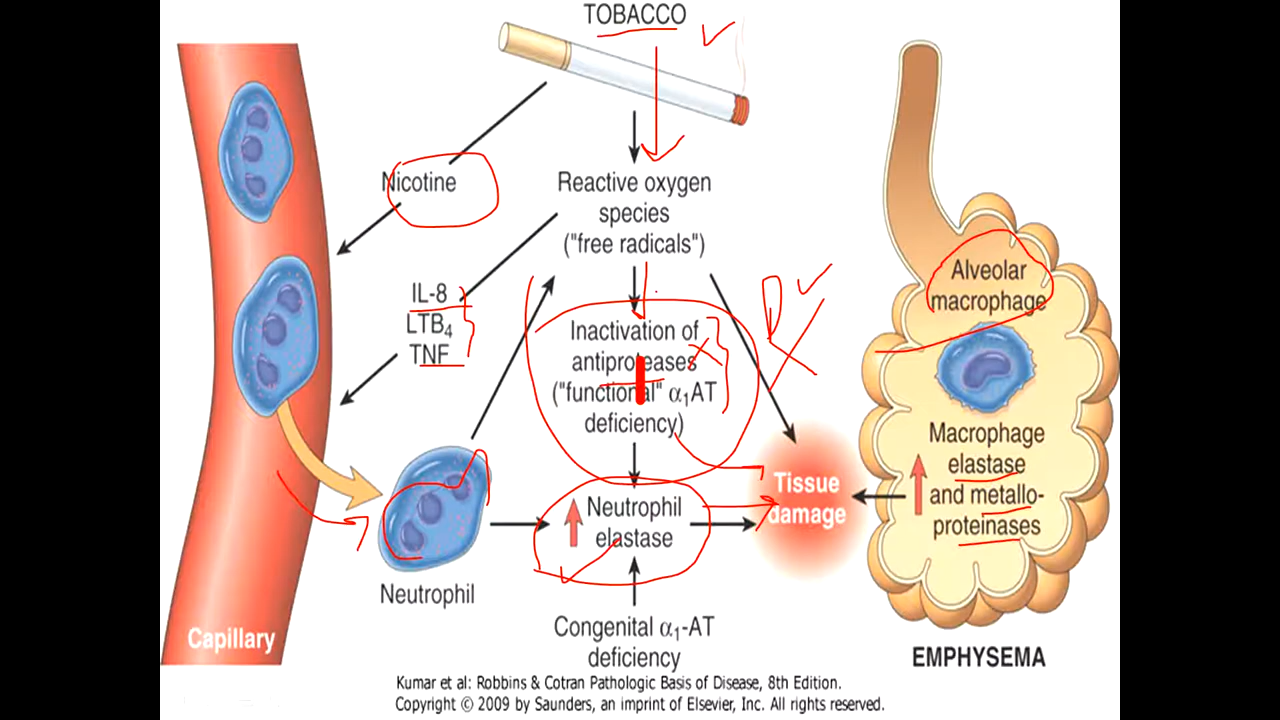 TOBACCO
Nicotine
Reactive oxygen
species
("free radicals")
IL-8
LTB₄
TNF
Inactivation of
antiproteases
("functional" α₁AT
deficiency)
Neutrophil
elastase
Tissue
damage
Alveolar
macrophage
Macrophage
elastase
and metallo-
proteinases
Neutrophil
Congenital α₁-AT
deficiency
Capillary
EMPHYSEMA
Kumar et al: Robbins & Cotran Pathologic Basis of Disease, 8th Edition.
Copyright © 2009 by Saunders, an imprint of Elsevier, Inc. All rights reserved.